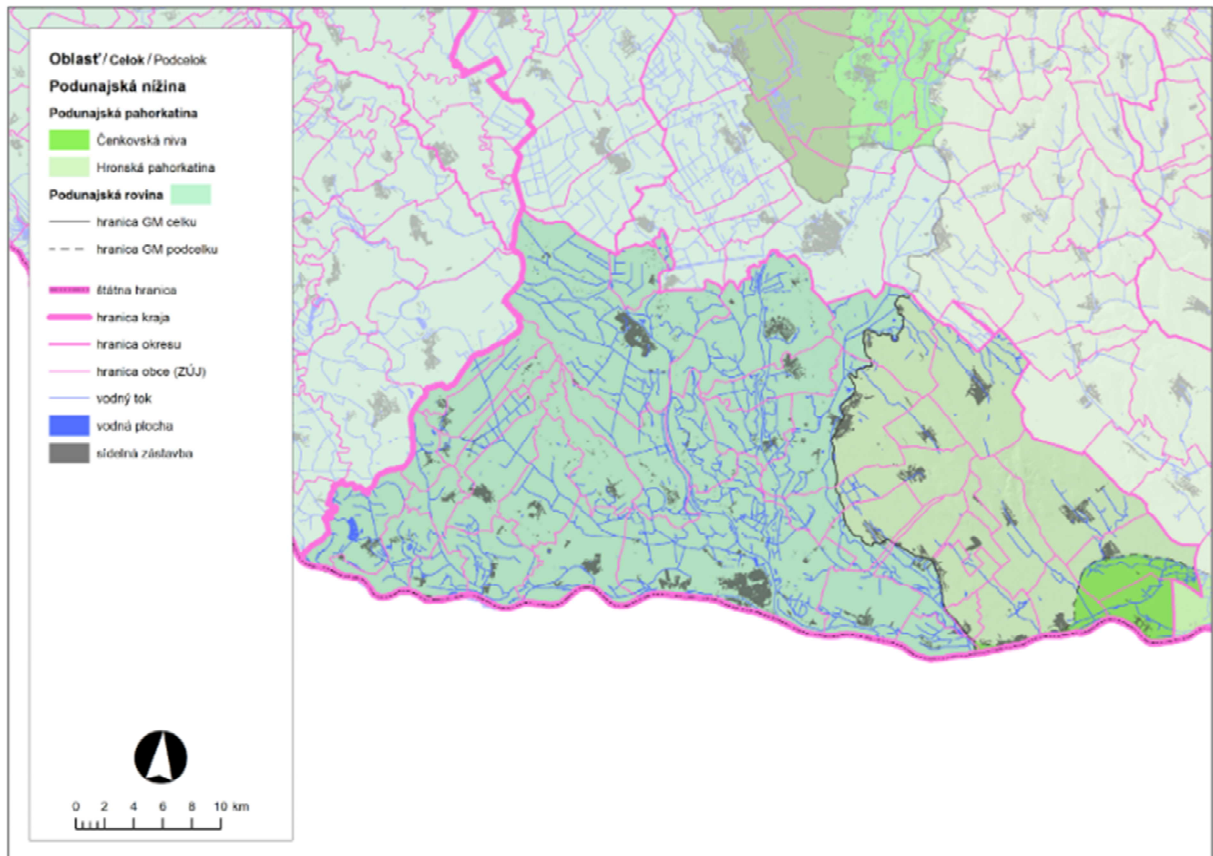 Oblasť / Celok / Podcelok
Podunajská nížina
Podunajská pahorkatina
Čenkovská niva
Hronská pahorkatina
Podunajská rovina
hranica GM celku
hranica GM podcelku
štátna hranica
hranica kraja
hranica okresu
hranica obce (ZÚJ)
vodný tok
vodná plocha
sídelná zástavba
0 2 4 6 8 10 km